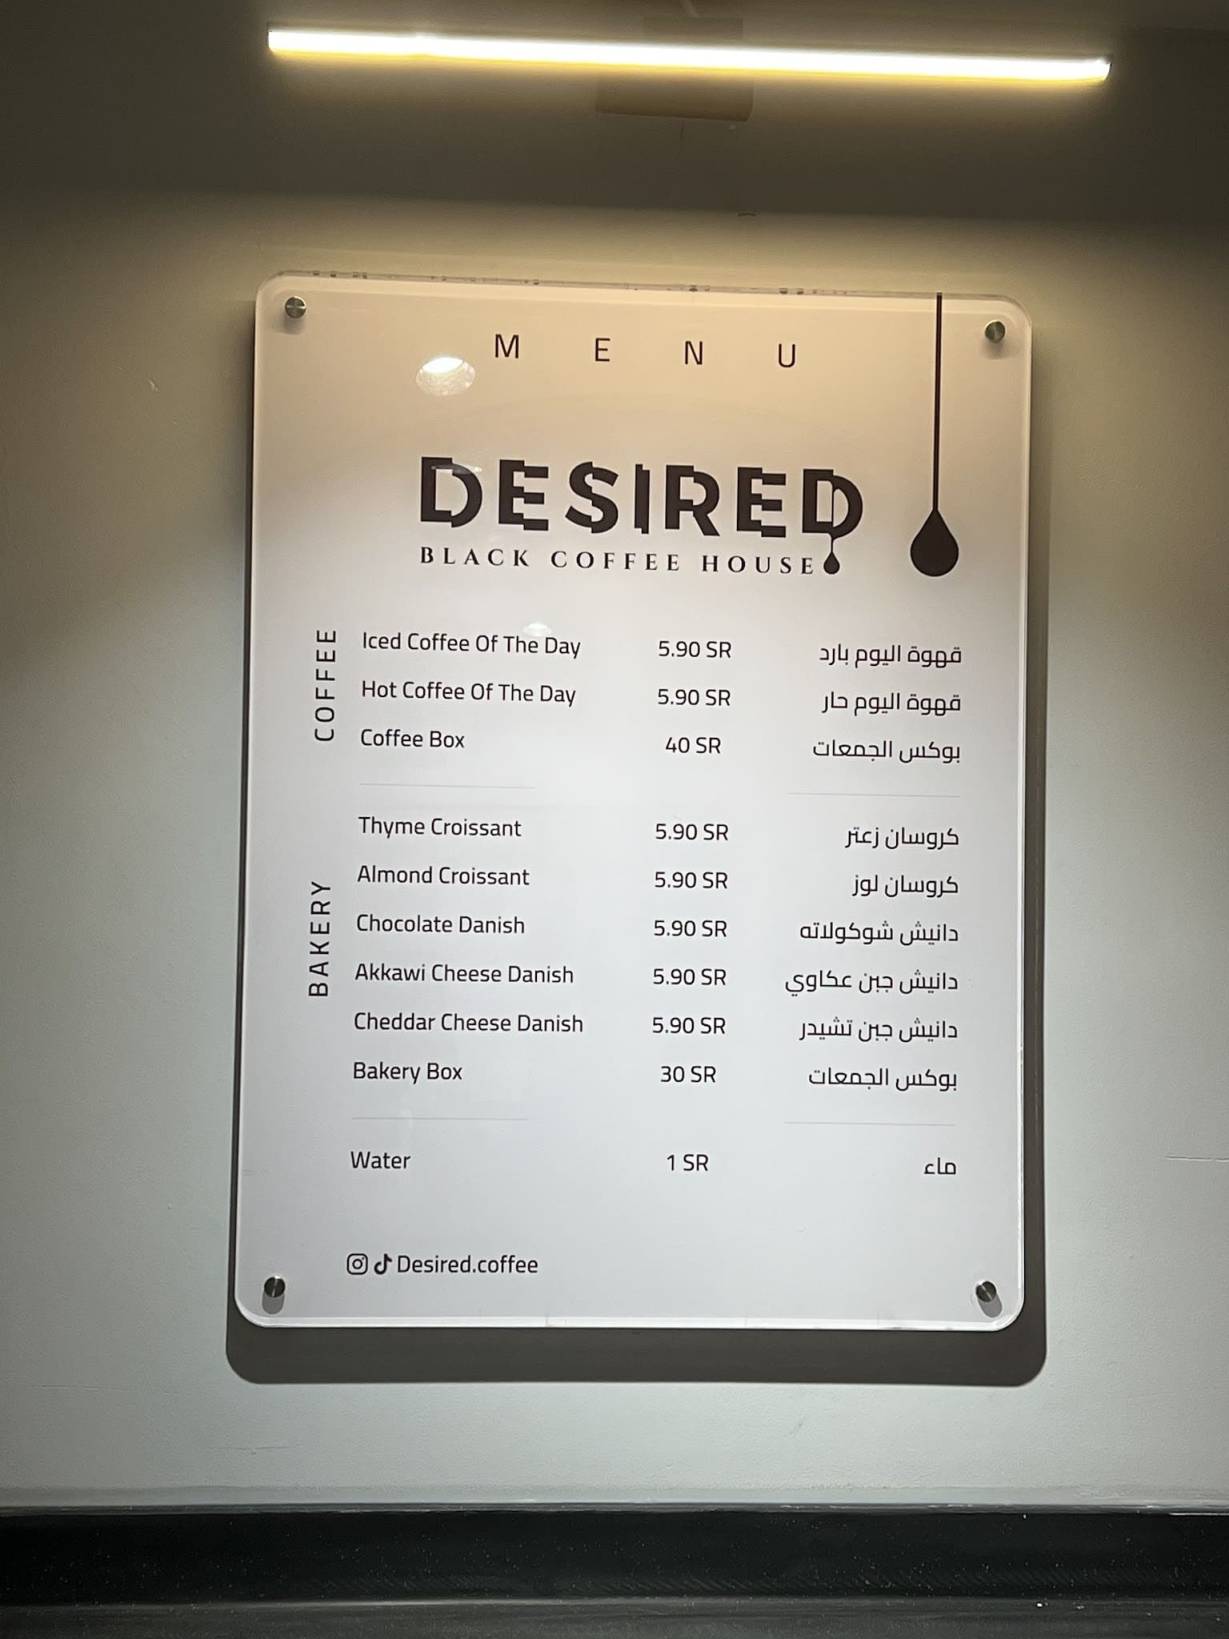 MENU
DESIRED
BLACK COFFEE HOUSE
COFFEE
Iced Coffee Of The Day 5.90 SR قهوة اليوم بارد
Hot Coffee Of The Day 5.90 SR قهوة اليوم حار
Coffee Box 40 SR بوكس الجمعات
BAKERY
Thyme Croissant 5.90 SR كروسان زعتر
Almond Croissant 5.90 SR كروسان لوز
Chocolate Danish 5.90 SR دانيش شوكولاته
Akkawi Cheese Danish 5.90 SR دانيش جبن عكاوي
Cheddar Cheese Danish 5.90 SR دانيش جبن تشيدر
Bakery Box 30 SR بوكس الجمعات
Water 1 SR ماء
Desired.coffee